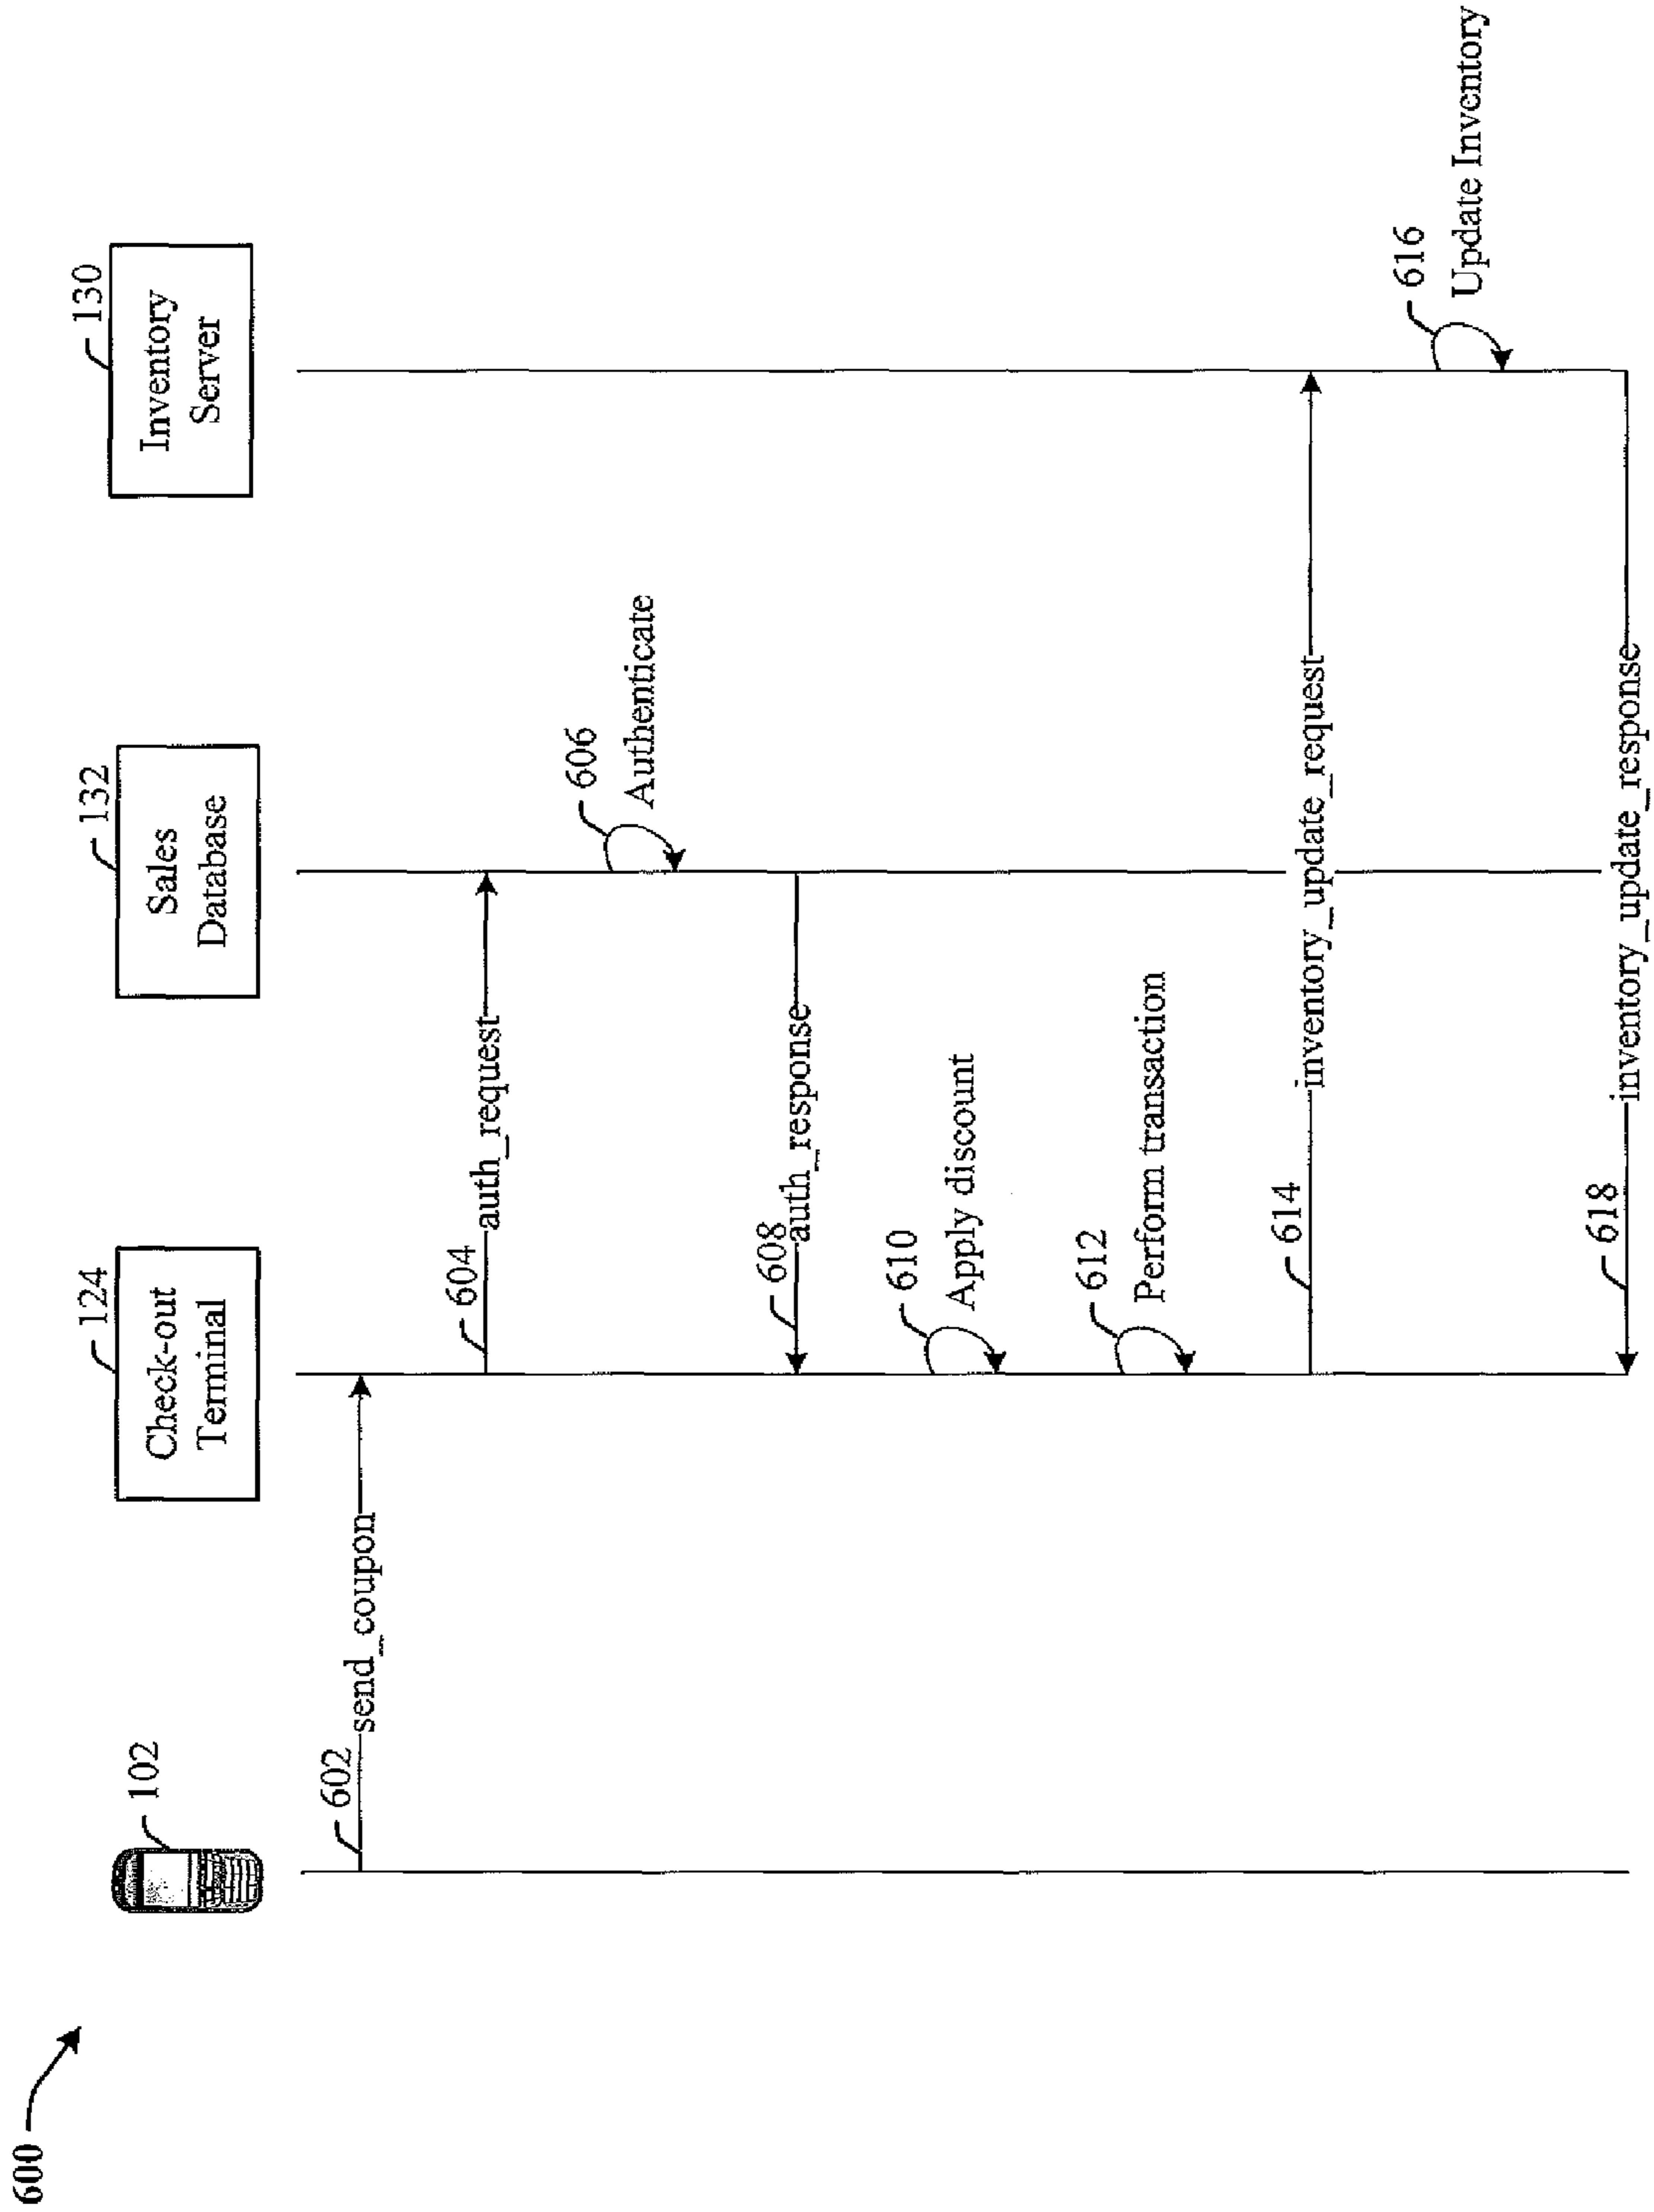 600
102
124
Check-out
Terminal
132
Sales
Database
130
Inventory
Server
602
send_coupon
604
auth_request
606
Authenticate
608
auth_response
610
Apply discount
612
Perform transaction
614
inventory_update_request
616
Update Inventory
618
inventory_update_response